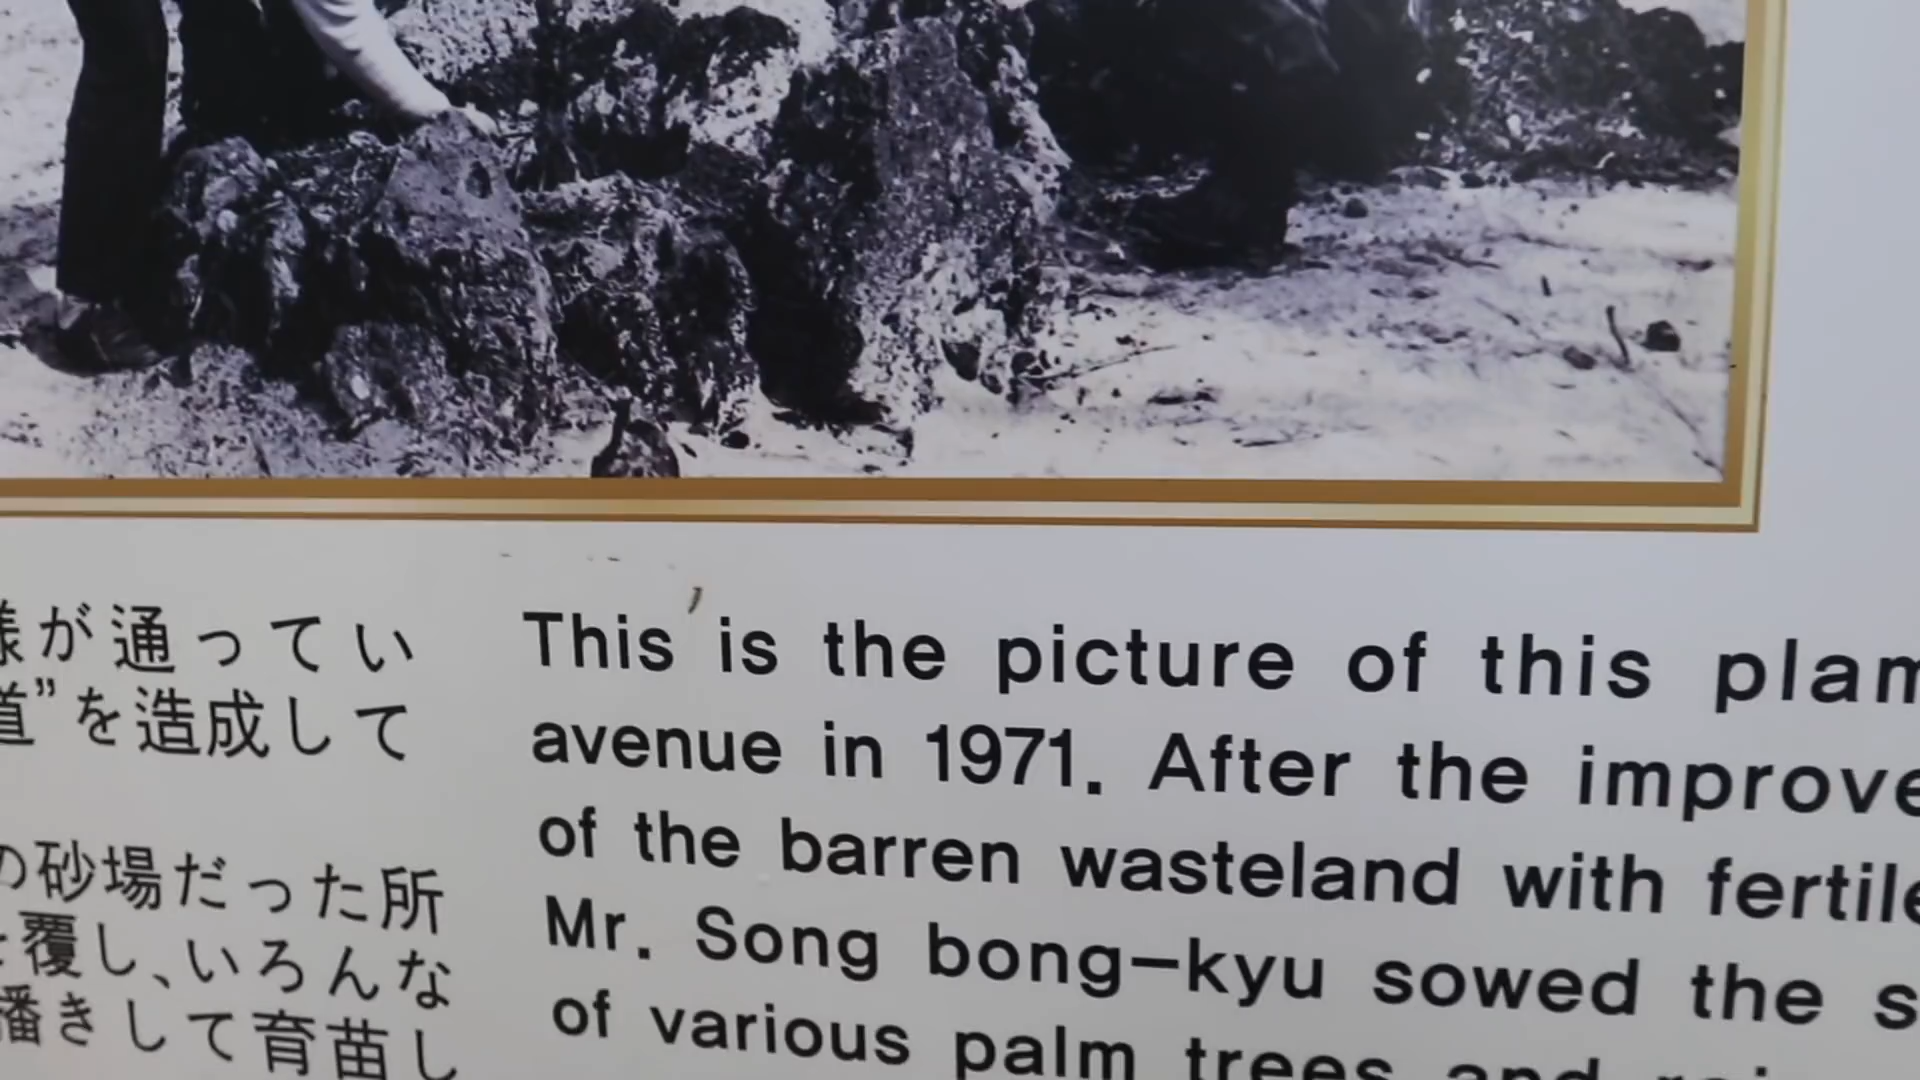 様が通ってい
道”を造成して
の砂場だった所
覆し、いろんな
播きして育苗し
This is the picture of this plam
avenue in 1971. After the improve
of the barren wasteland with fertile
Mr. Song bong-kyu sowed the s
of various palm trees and